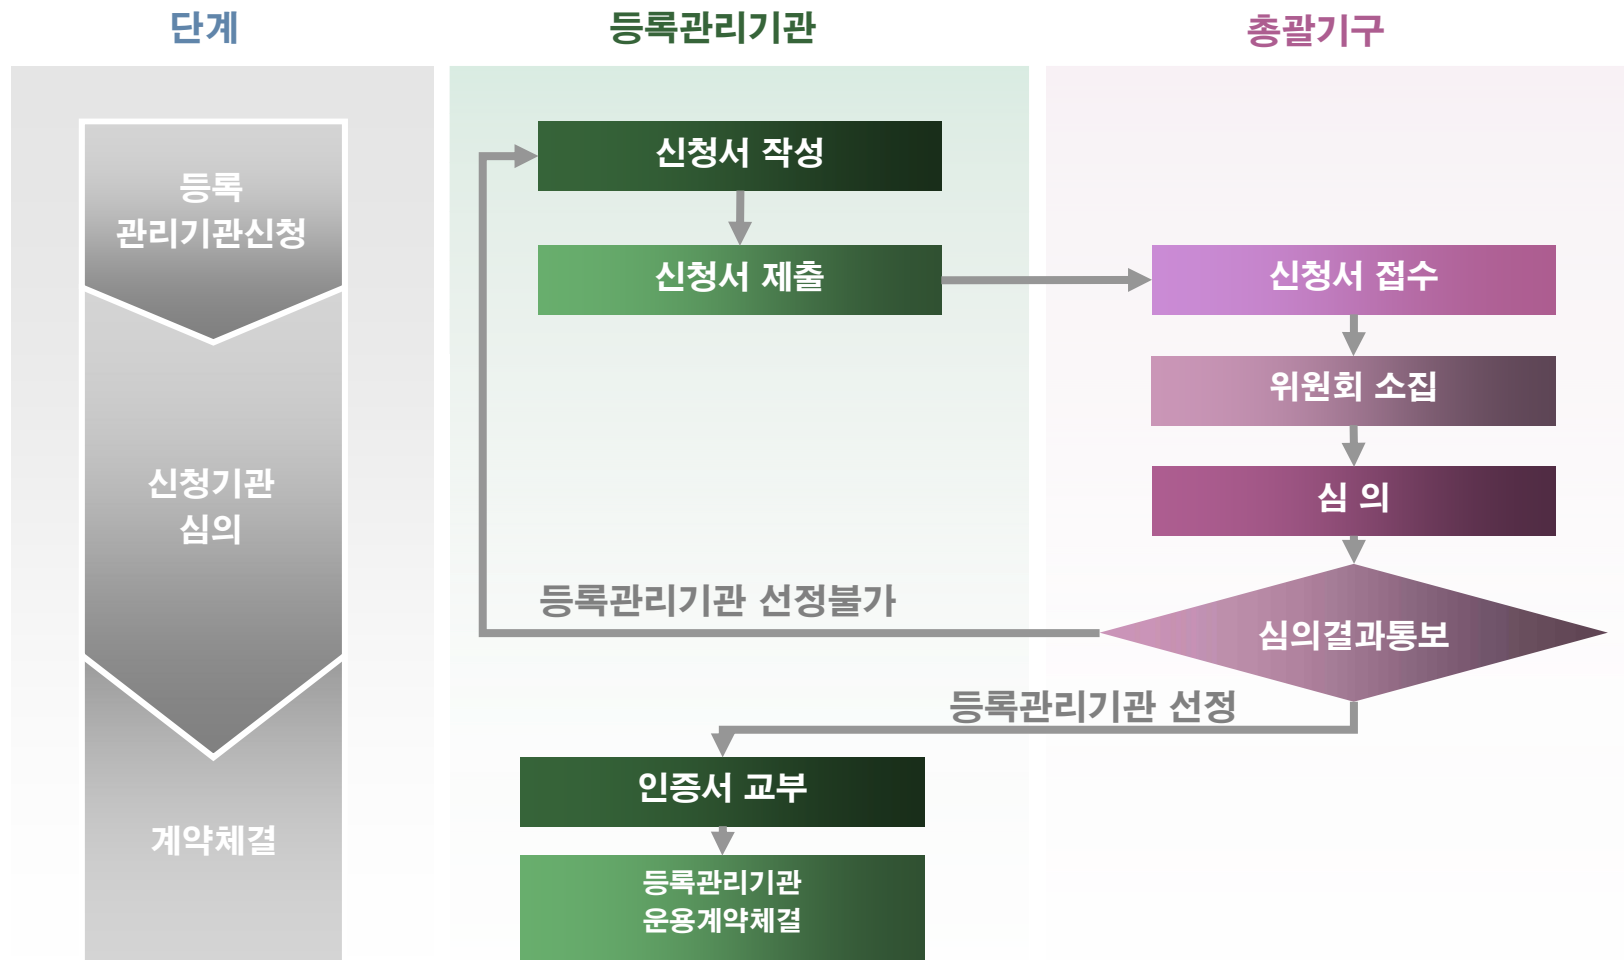 단계
등록관리기관
총괄기구
등록
관리기관신청
신청기관
심의
계약체결
신청서 작성
신청서 제출
신청서 접수
위원회 소집
심 의
심의결과통보
등록관리기관 선정불가
등록관리기관 선정
인증서 교부
등록관리기관
운용계약체결